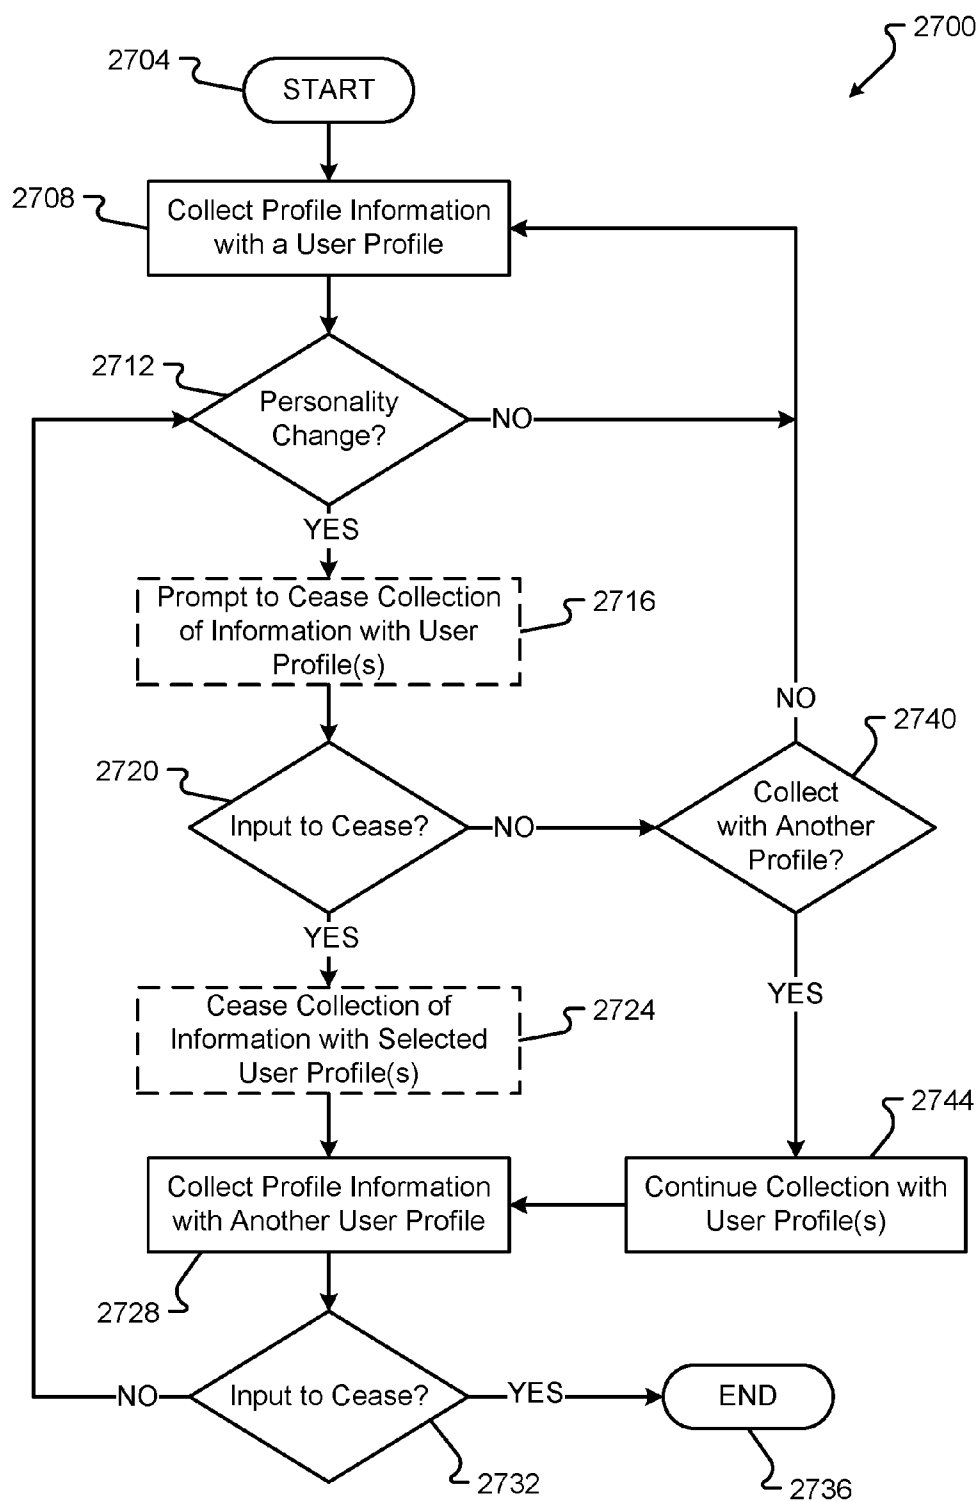 2700
2704
START
2708
Collect Profile Information
with a User Profile
2712
Personality
Change?
NO
YES
Prompt to Cease Collection
of Information with User
Profile(s)
2716
NO
2740
2720
Input to Cease?
NO
Collect
with Another
Profile?
YES
YES
Cease Collection of
Information with Selected
User Profile(s)
2724
2744
Collect Profile Information
with Another User Profile
Continue Collection with
User Profile(s)
2728
NO
Input to Cease?
YES
END
2732
2736